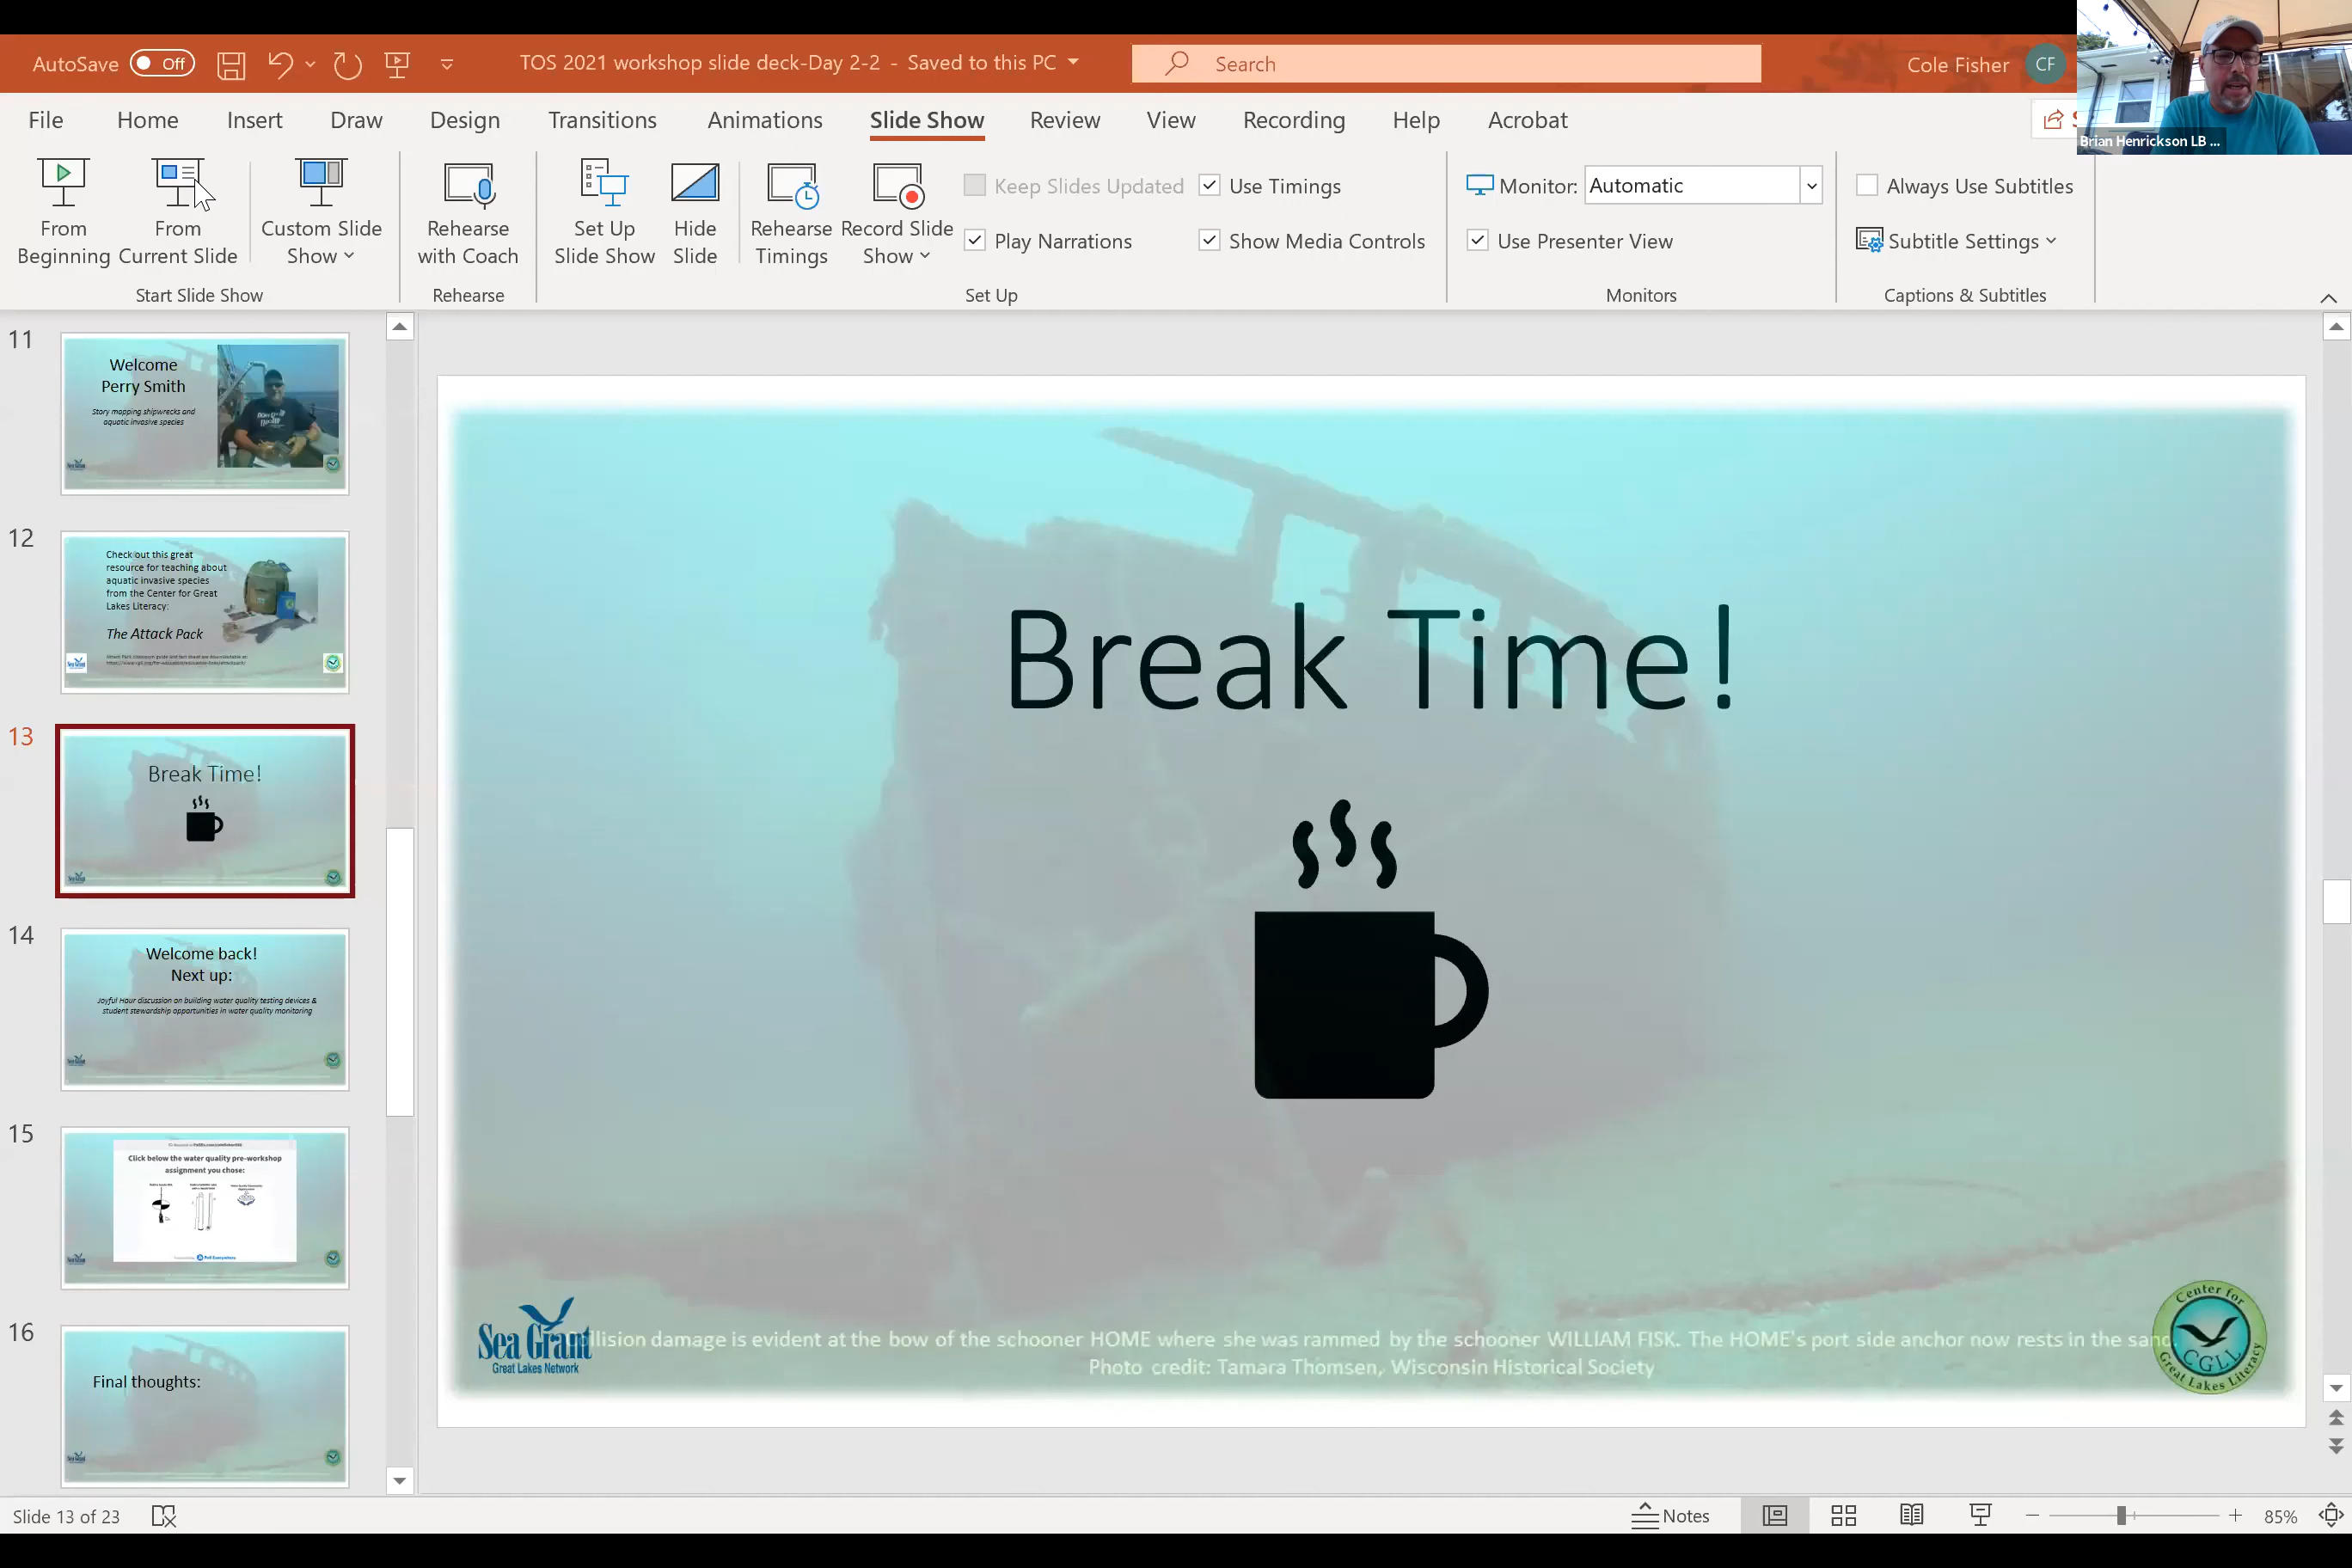 AutoSave Off
TOS 2021 workshop slide deck-Day 2-2 - Saved to this PC
Search
Cole Fisher CF
Brian Henrickson LB ...
File Home Insert Draw Design Transitions Animations Slide Show Review View Recording Help Acrobat
From Beginning
From Current Slide
Custom Slide Show
Start Slide Show
Rehearse with Coach
Rehearse
Set Up Slide Show
Hide Slide
Rehearse Timings
Record Slide Show
Keep Slides Updated
Play Narrations
Use Timings
Show Media Controls
Set Up
Monitor: Automatic
Use Presenter View
Monitors
Always Use Subtitles
Subtitle Settings
Captions & Subtitles
11
Welcome
Perry Smith
Story mapping shipwrecks and
aquatic invasive species
12
Check out this great
resource for teaching about
aquatic invasive species
from the Center for Great
Lakes Literacy:
The Attack Pack
13
Break Time!
14
Welcome back!
Next up:
Joyful Hour discussion on building water quality testing devices &
student stewardship opportunities in water quality monitoring
15
Click below the water quality pre-workshop
assignment you chose:
Poll Everywhere
16
Final thoughts:
Break Time!
Sea Grant
Great Lakes Network
llision damage is evident at the bow of the schooner HOME where she was rammed by the schooner WILLIAM FISK. The HOME's port side anchor now rests in the sand
Photo credit: Tamara Thomsen, Wisconsin Historical Society
Center for
CGLL
Great Lakes Literacy
Slide 13 of 23
Notes
85%